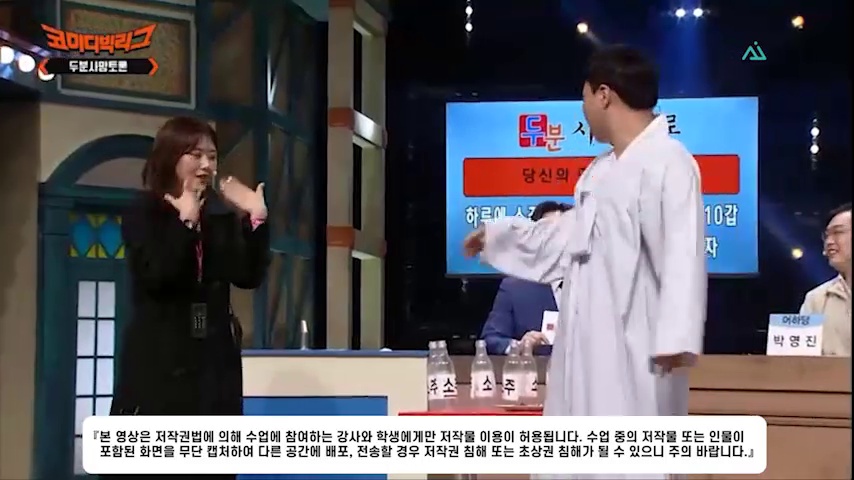 코미디빅리그
두분사망토론
두분 사 로
당신의
하루에 소 10갑
자
어하당
박영진
소주 소 주 소
『본 영상은 저작권법에 의해 수업에 참여하는 강사와 학생에게만 저작물 이용이 허용됩니다. 수업 중의 저작물 또는 인물이
포함된 화면을 무단 캡처하여 다른 공간에 배포, 전송할 경우 저작권 침해 또는 초상권 침해가 될 수 있으니 주의 바랍니다.』